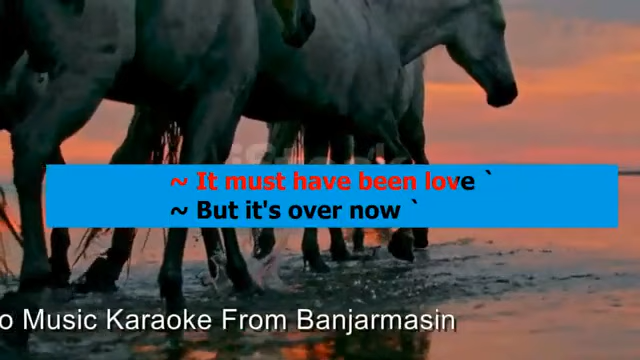 ~ It must have been love `
~ But it's over now `
o Music Karaoke From Banjarmasin